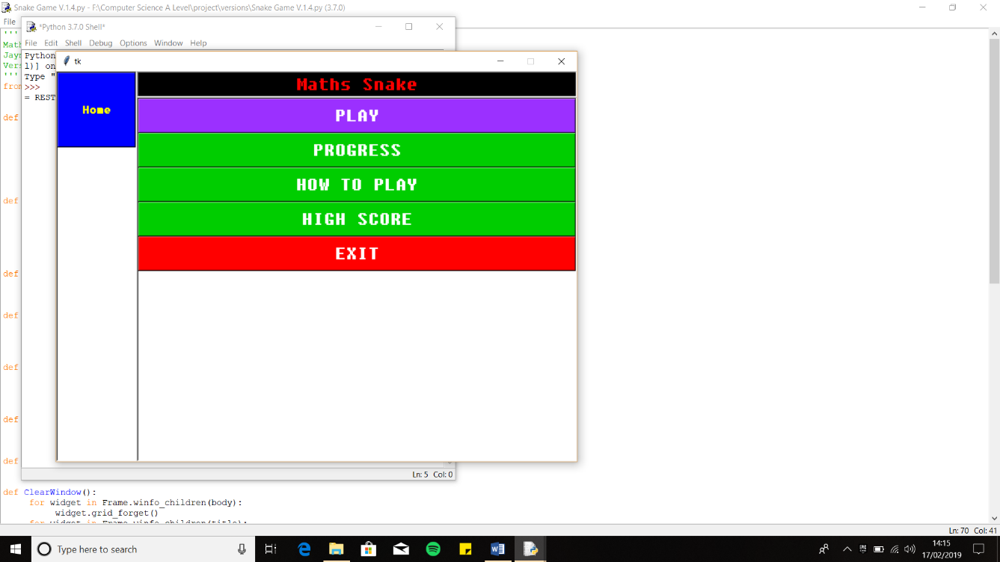 Snake Game V.1.4.py - F:\Computer Science A Level\project\versions\Snake Game V.1.4.py (3.7.0)
File
'''
Math
Jayn
Vers
'''
from
def
def
def
def
def
def
def
def ClearWindow():
for widget in Frame.winfo_children(body):
widget.grid_forget()
for widget in Frame.winfo_children(title):
Ln: 70 Col: 41
*Python 3.7.0 Shell*
File Edit Shell Debug Options Window Help
Python
l)] on
Type "
>>>
= REST
Ln: 5 Col: 0
tk
Home
Maths Snake
PLAY
PROGRESS
HOW TO PLAY
HIGH SCORE
EXIT
Type here to search
14:15
17/02/2019